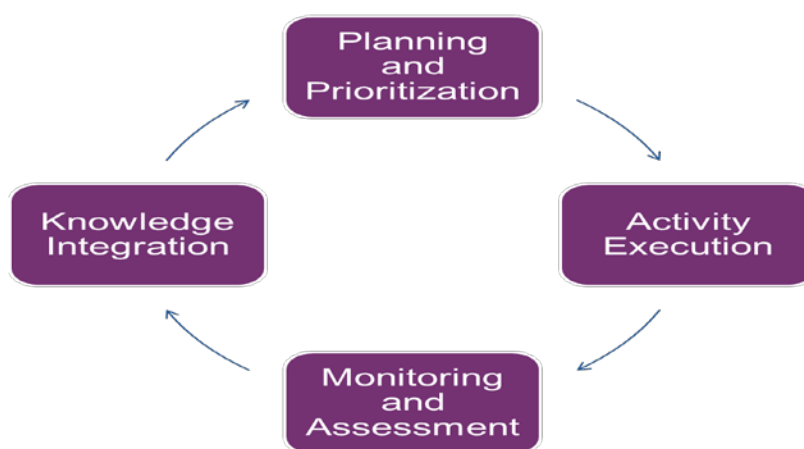 Planning
and
Prioritization
Knowledge
Integration
Activity
Execution
Monitoring
and
Assessment